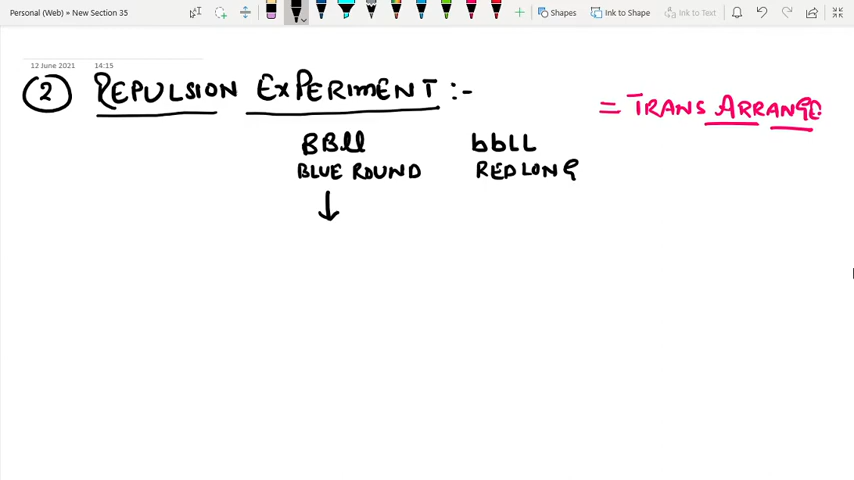 Personal (Web) » New Section 35
Shapes
Ink to Shape
Ink to Text
12 June 2021 14:15
② REPULSION EXPERIMENT :-
= TRANS ARRANGE
BBll bbLL
BLUE ROUND RED LONG